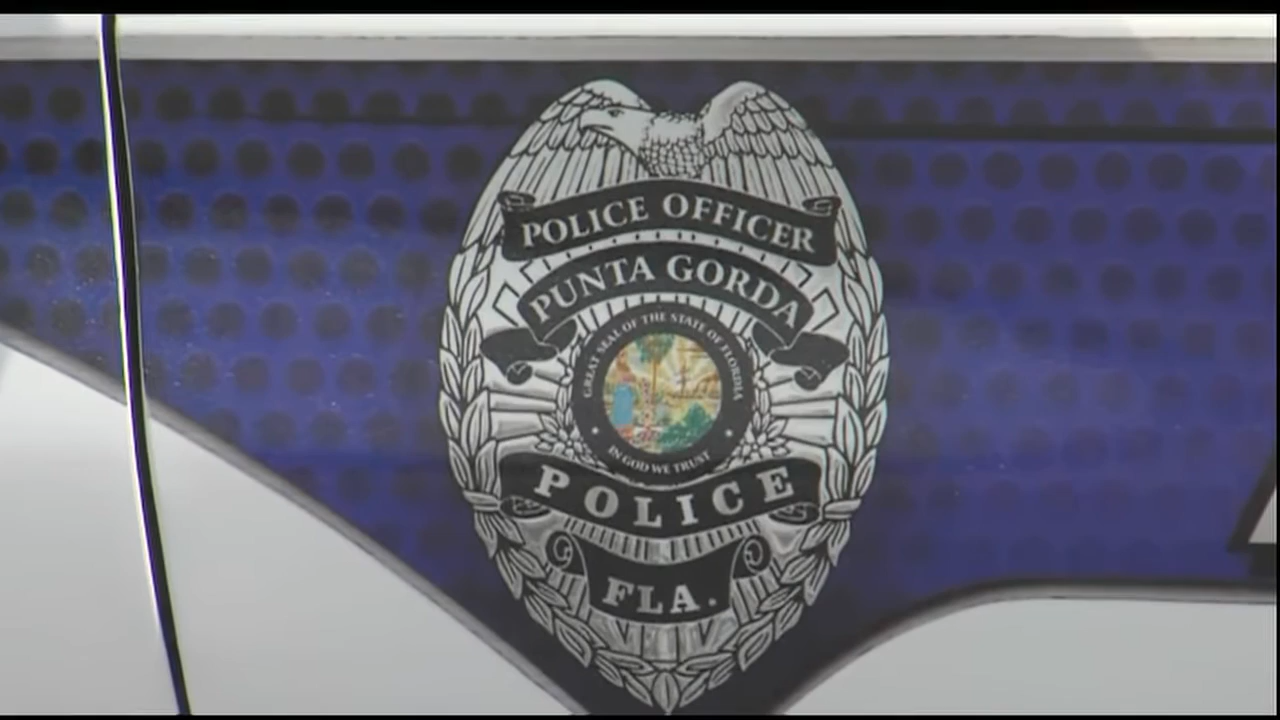 POLICE OFFICER
PUNTA GORDA
GREAT SEAL OF THE STATE OF FLORIDA
IN GOD WE TRUST
POLICE
FLA.